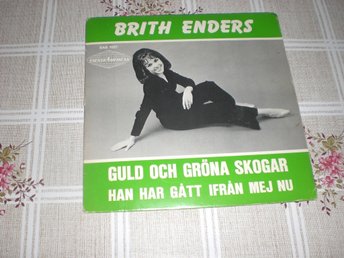 BRITH ENDERS
GULD OCH GRÖNA SKOGAR
HAN HAR GÅTT IFRÅN MEJ NU